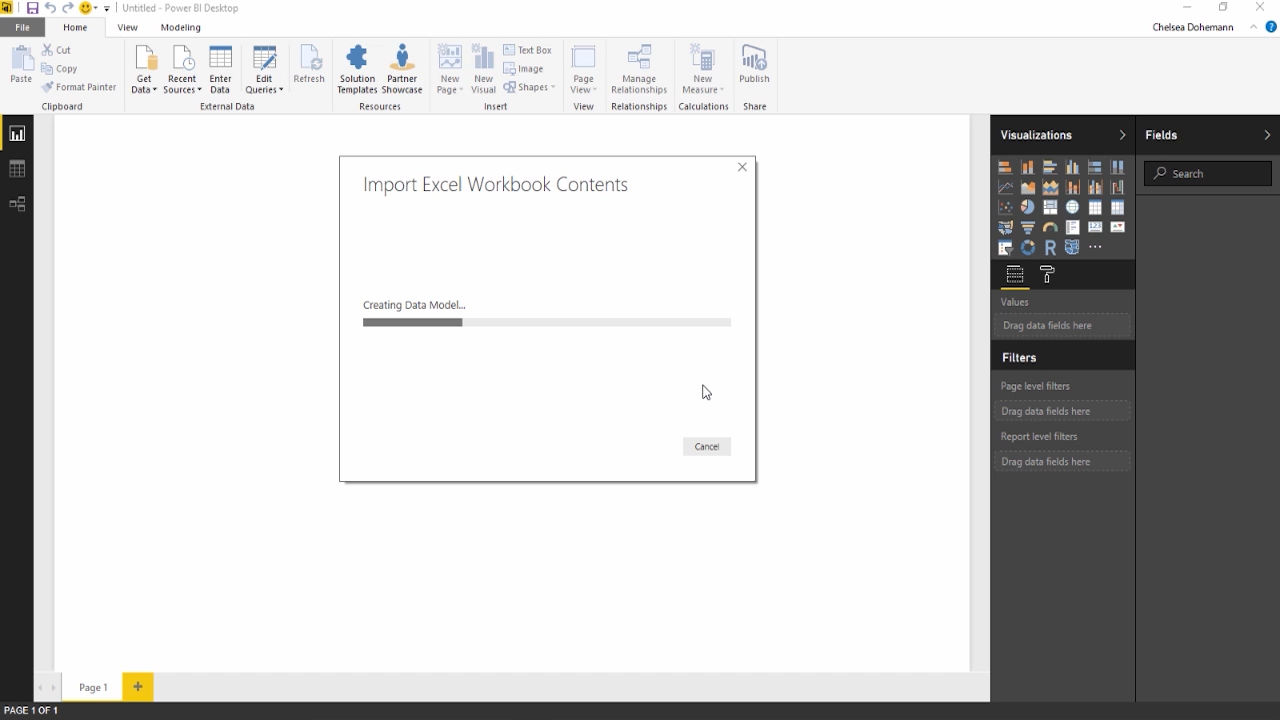 Untitled - Power BI Desktop
File
Home
View
Modeling
Chelsea Dohemann
Paste
Cut
Copy
Format Painter
Clipboard
Get
Data
Recent
Sources
Enter
Data
Edit
Queries
Refresh
External Data
Solution
Templates
Partner
Showcase
Resources
New
Page
New
Visual
Text Box
Image
Shapes
Insert
Page
View
View
Manage
Relationships
Relationships
New
Measure
Calculations
Publish
Share
Import Excel Workbook Contents
Creating Data Model...
Cancel
Visualizations
R
123
Values
Drag data fields here
Filters
Page level filters
Drag data fields here
Report level filters
Drag data fields here
Fields
Search
Page 1
PAGE 1 OF 1